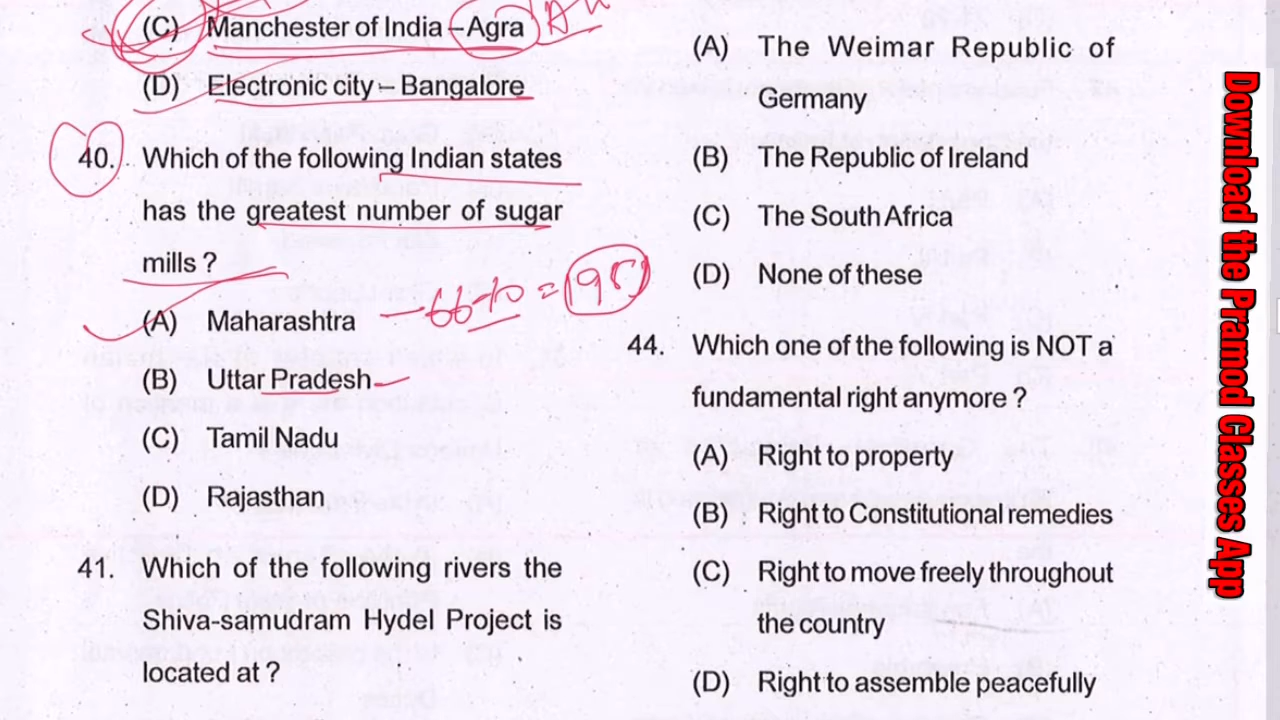 (C) Manchester of India – Agra
(D) Electronic city – Bangalore
40. Which of the following Indian states
has the greatest number of sugar
mills ?
(A) Maharashtra
(B) Uttar Pradesh
(C) Tamil Nadu
(D) Rajasthan
41. Which of the following rivers the
Shiva-samudram Hydel Project is
located at ?
(A) The Weimar Republic of
Germany
(B) The Republic of Ireland
(C) The South Africa
(D) None of these
44. Which one of the following is NOT a
fundamental right anymore ?
(A) Right to property
(B) Right to Constitutional remedies
(C) Right to move freely throughout
the country
(D) Right to assemble peacefully
Download the Pramod Classes App